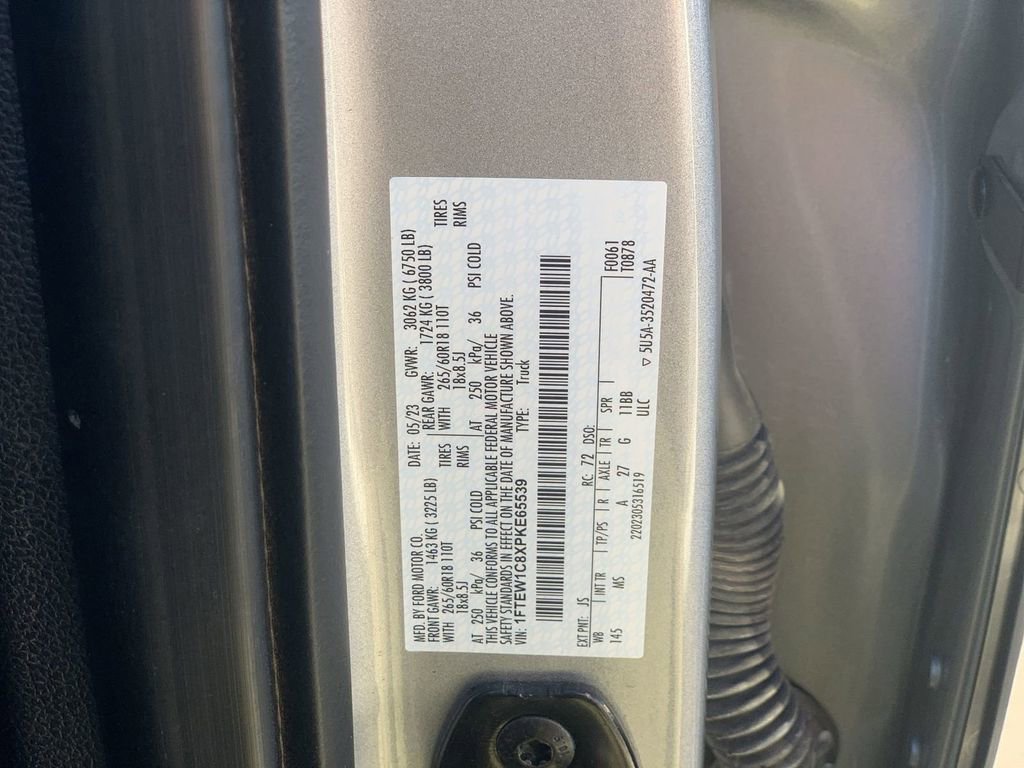 MFD. BY FORD MOTOR CO.
DATE: 05/23 GVWR: 3062 KG ( 6750 LB)
FRONT GAWR: 1463 KG ( 3225 LB) REAR GAWR: 1724 KG ( 3800 LB)
WITH 265/60R18 110T TIRES WITH 265/60R18 110T TIRES
18x8.5J RIMS 18x8.5J RIMS
AT 250 kPa/ 36 PSI COLD AT 250 kPa/ 36 PSI COLD
THIS VEHICLE CONFORMS TO ALL APPLICABLE FEDERAL MOTOR VEHICLE
SAFETY STANDARDS IN EFFECT ON THE DATE OF MANUFACTURE SHOWN ABOVE.
VIN: 1FTEW1C8XPKE65539 TYPE: Truck
EXT PNT: JS RC: 72 DSO: F0061
WB INT TR TP/PS R AXLE TR SPR T0878
145 MS A 27 G 11BB
2202305316519 ULC ▽ 5U5A-3520472-AA